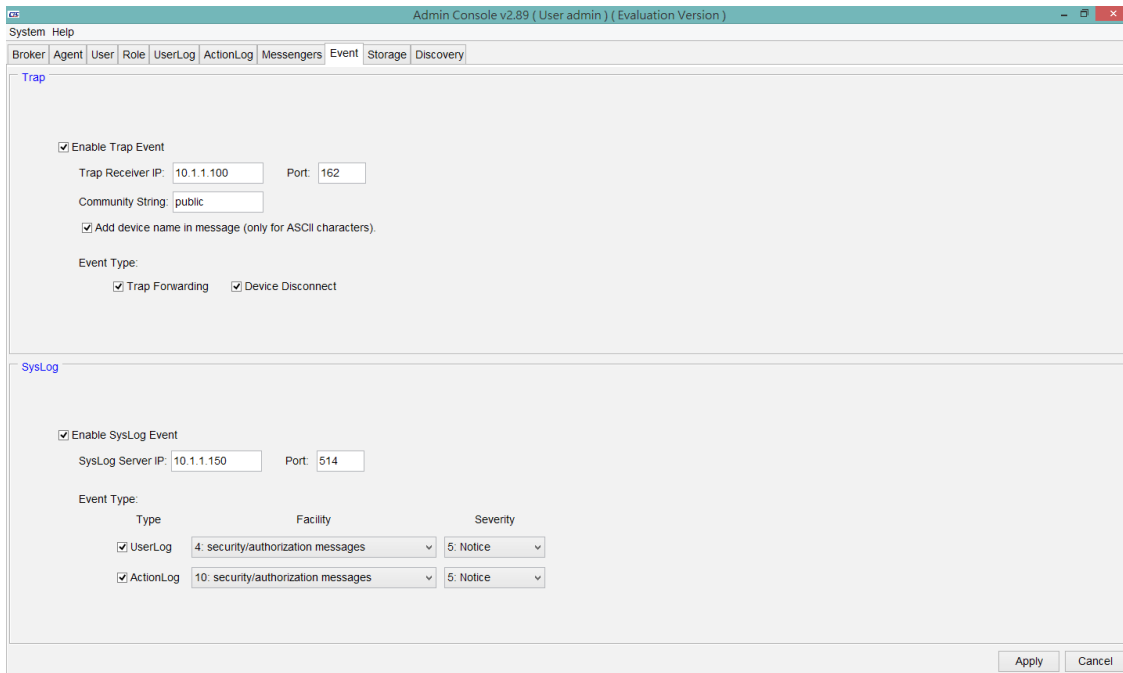 CIS Admin Console v2.89 ( User admin ) ( Evaluation Version )
System Help
Broker Agent User Role UserLog ActionLog Messengers Event Storage Discovery
Trap
Enable Trap Event
Trap Receiver IP: 10.1.1.100 Port: 162
Community String: public
Add device name in message (only for ASCII characters).
Event Type:
Trap Forwarding Device Disconnect
SysLog
Enable SysLog Event
SysLog Server IP: 10.1.1.150 Port: 514
Event Type:
Type Facility Severity
UserLog 4: security/authorization messages 5: Notice
ActionLog 10: security/authorization messages 5: Notice
Apply Cancel